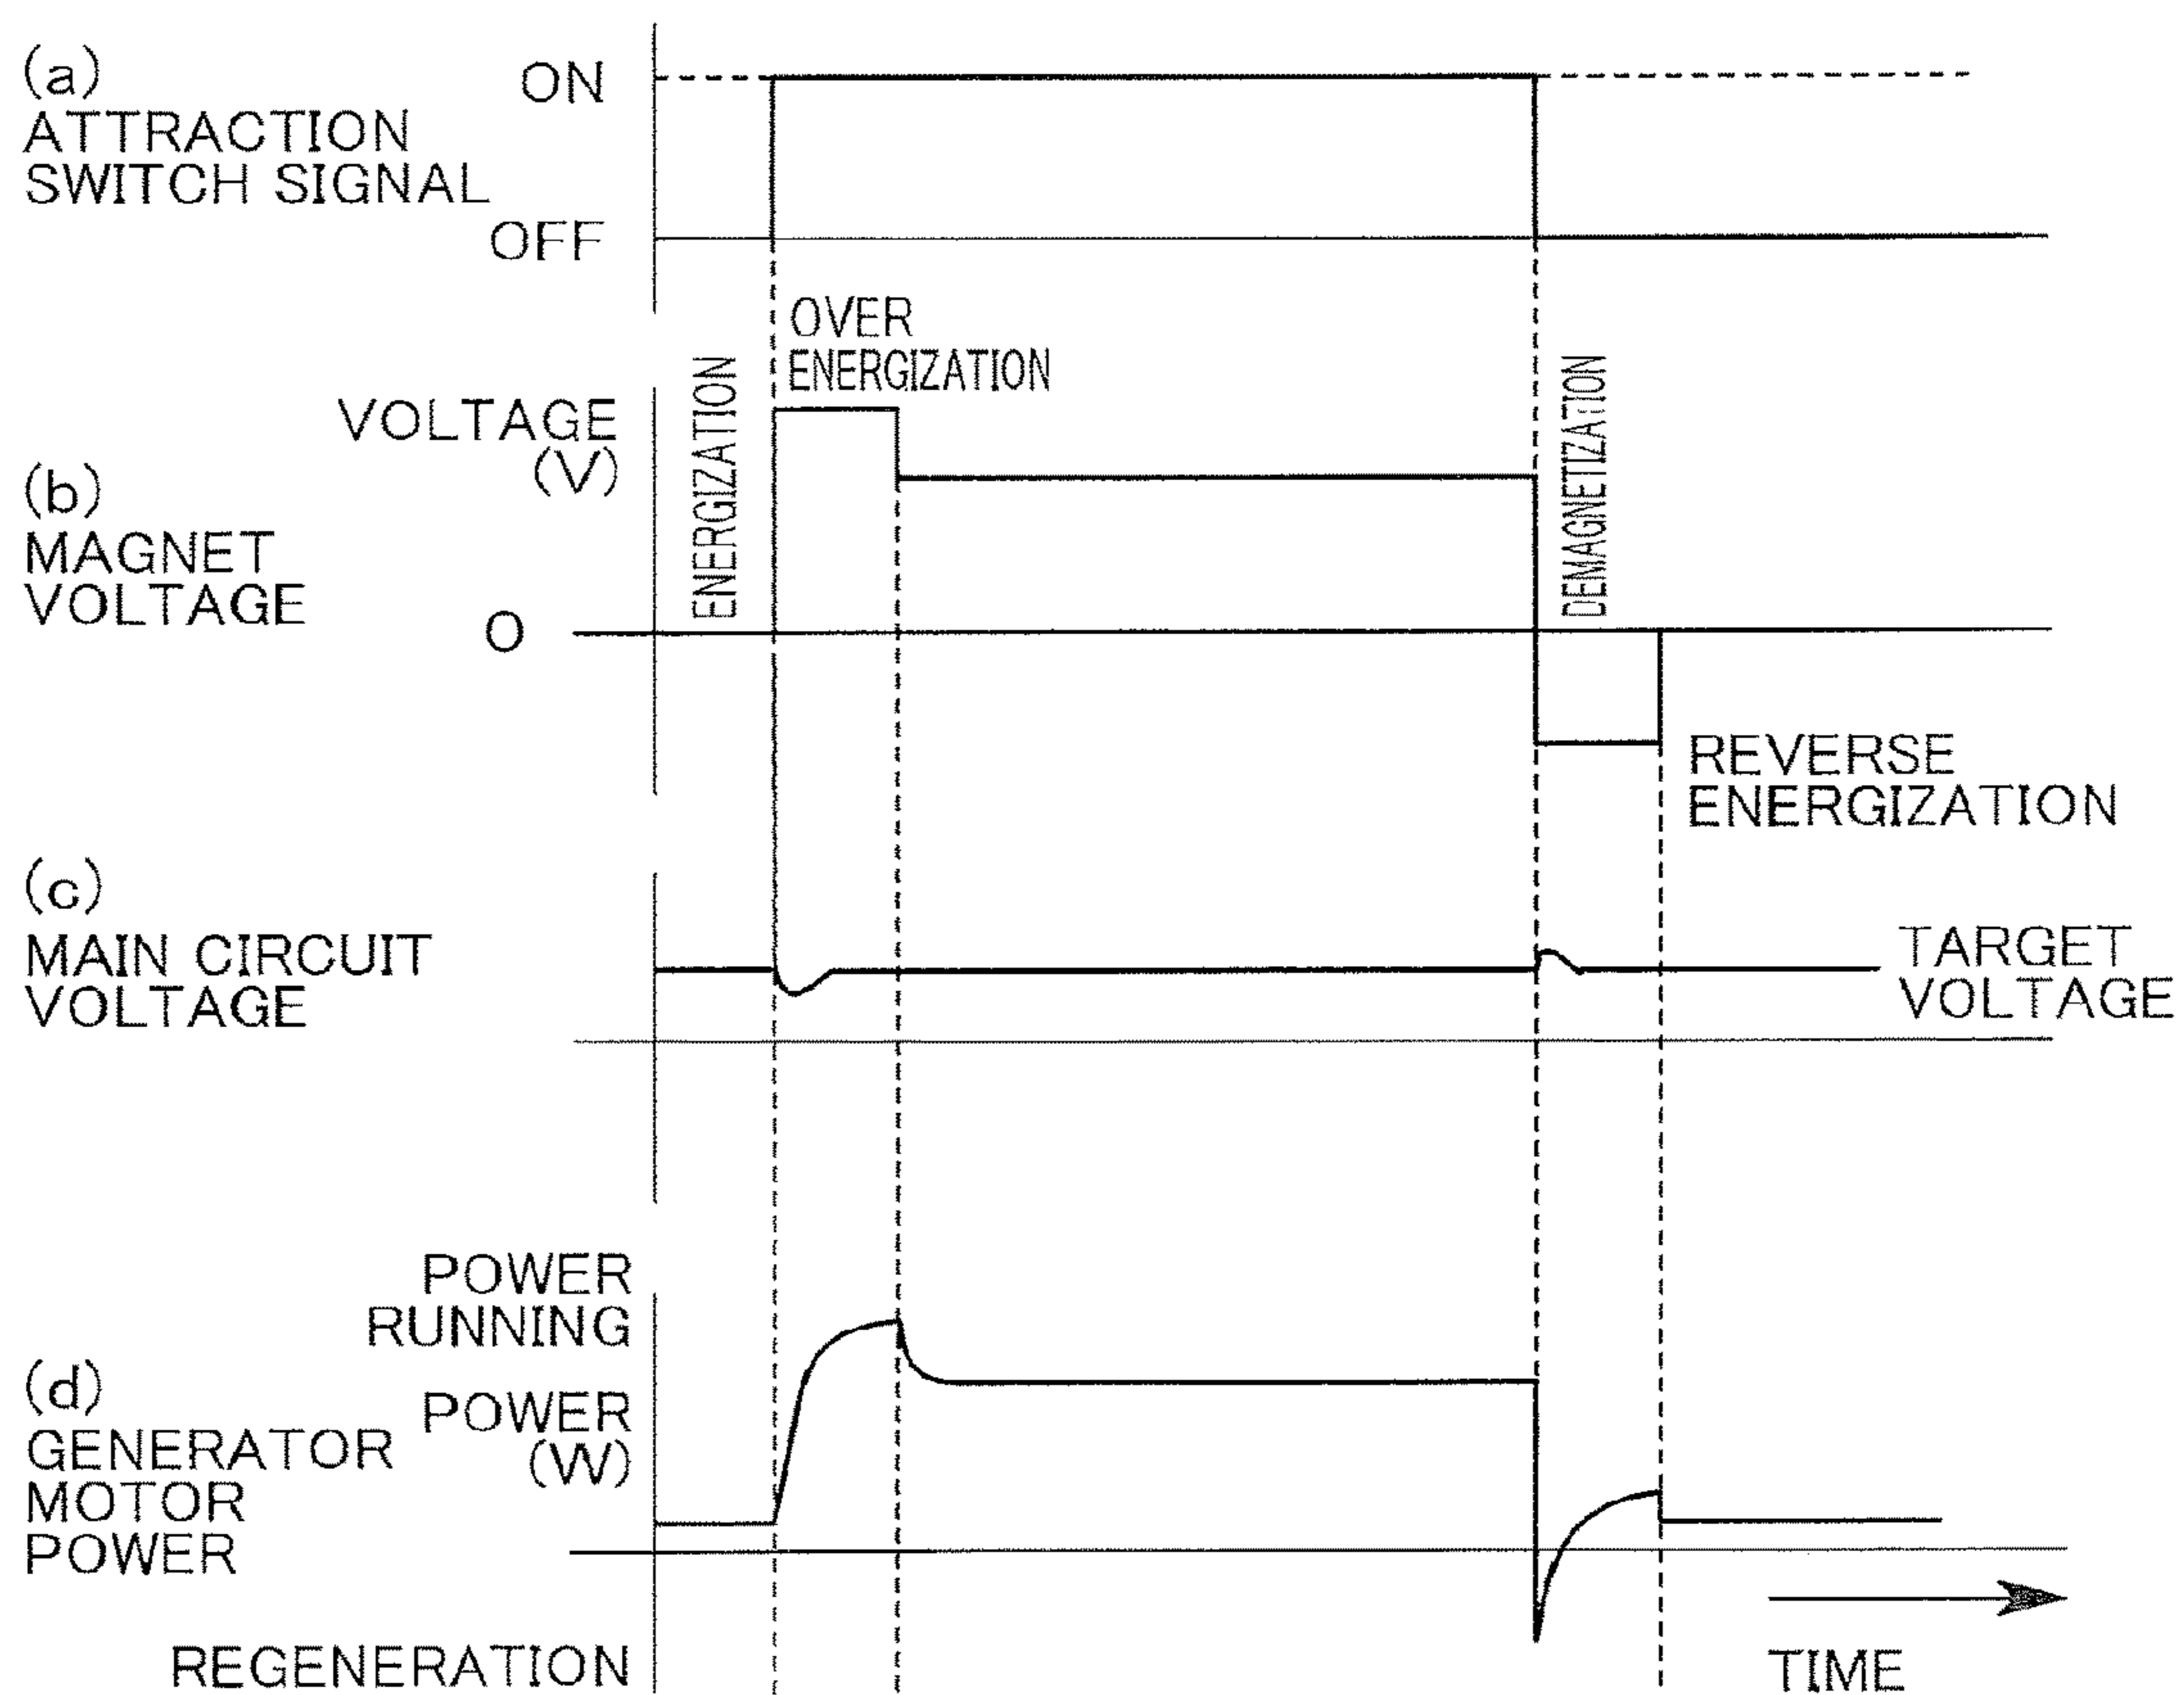 (a)
ATTRACTION
SWITCH SIGNAL
ON
OFF
OVER
ENERGIZATION
ENERGIZATION
DEMAGNETIZATION
VOLTAGE
(V)
(b)
MAGNET
VOLTAGE
0
REVERSE
ENERGIZATION
(c)
MAIN CIRCUIT
VOLTAGE
TARGET
VOLTAGE
POWER
RUNNING
(d)
GENERATOR
MOTOR
POWER
POWER
(W)
REGENERATION
TIME